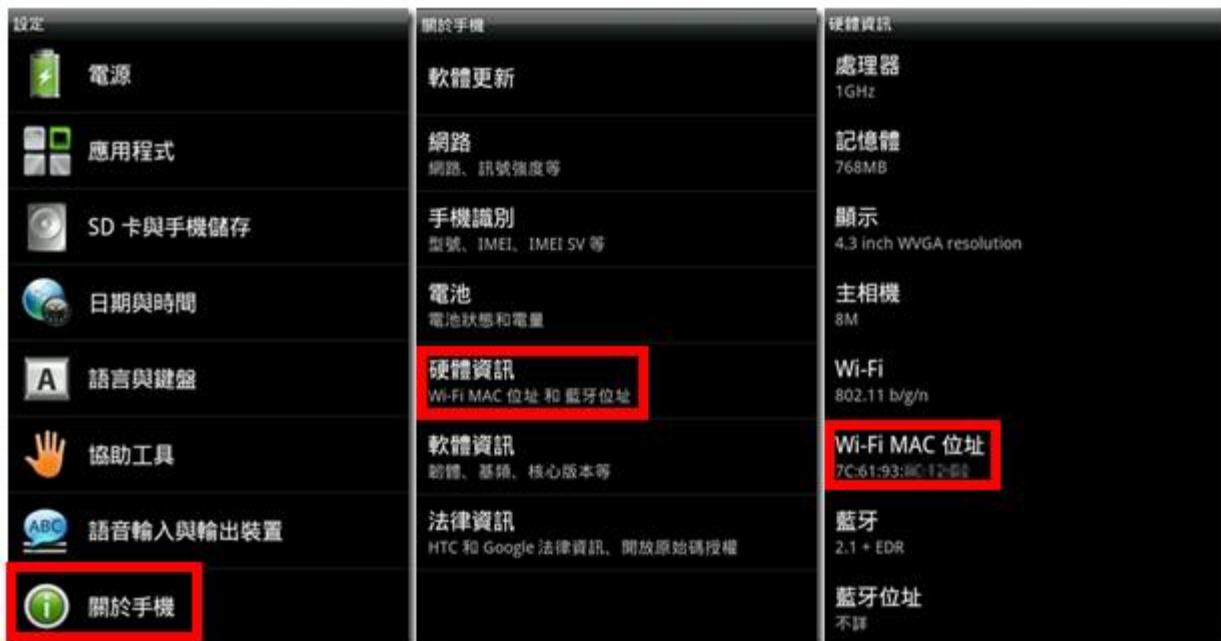 設定
電源
應用程式
SD 卡與手機儲存
日期與時間
語言與鍵盤
A
協助工具
ABC
語音輸入與輸出裝置
關於手機
關於手機
軟體更新
網路
網路、訊號強度等
手機識別
型號、IMEI、IMEI SV 等
電池
電池狀態和電量
硬體資訊
Wi-Fi MAC 位址 和 藍牙位址
軟體資訊
韌體、基頻、核心版本等
法律資訊
HTC 和 Google 法律資訊、開放原始碼授權
硬體資訊
處理器
1GHz
記憶體
768MB
顯示
4.3 inch WVGA resolution
主相機
8M
Wi-Fi
802.11 b/g/n
Wi-Fi MAC 位址
7C:61:93:
藍牙
2.1 + EDR
藍牙位址
不詳